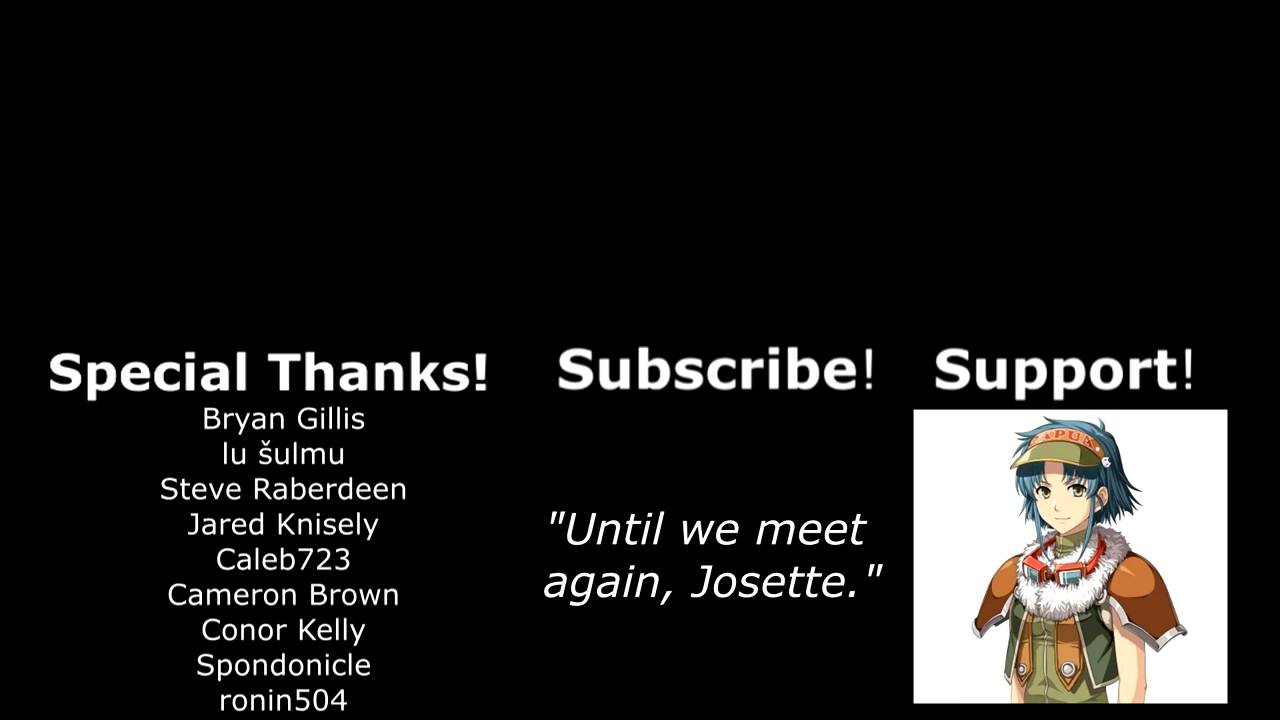 Special Thanks!
Bryan Gillis
lu šulmu
Steve Raberdeen
Jared Knisely
Caleb723
Cameron Brown
Conor Kelly
Spondonicle
ronin504
Subscribe!
"Until we meet
again, Josette."
Support!